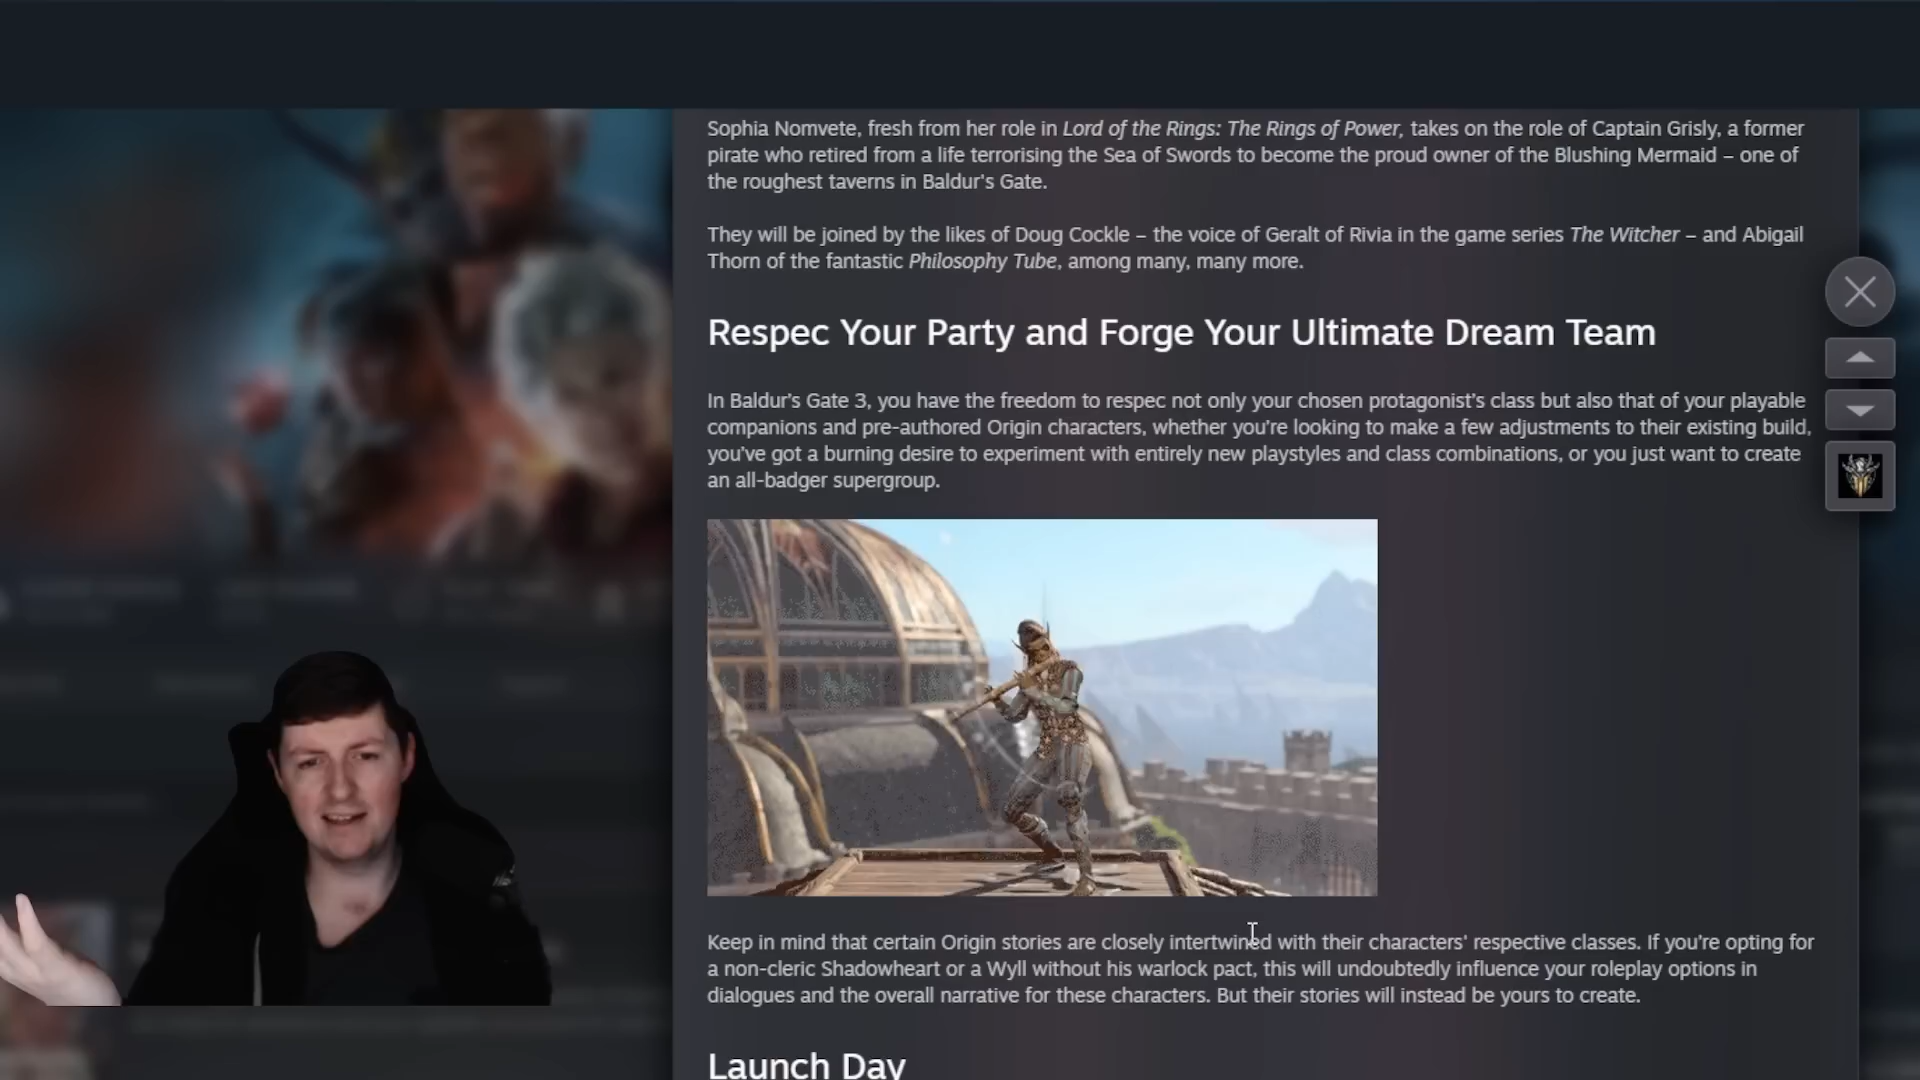 Sophia Nomvete, fresh from her role in Lord of the Rings: The Rings of Power, takes on the role of Captain Grisly, a former
pirate who retired from a life terrorising the Sea of Swords to become the proud owner of the Blushing Mermaid – one of
the roughest taverns in Baldur's Gate.
They will be joined by the likes of Doug Cockle – the voice of Geralt of Rivia in the game series The Witcher – and Abigail
Thorn of the fantastic Philosophy Tube, among many, many more.
Respec Your Party and Forge Your Ultimate Dream Team
In Baldur's Gate 3, you have the freedom to respec not only your chosen protagonist's class but also that of your playable
companions and pre-authored Origin characters, whether you're looking to make a few adjustments to their existing build,
you've got a burning desire to experiment with entirely new playstyles and class combinations, or you just want to create
an all-badger supergroup.
Keep in mind that certain Origin stories are closely intertwined with their characters' respective classes. If you're opting for
a non-cleric Shadowheart or a Wyll without his warlock pact, this will undoubtedly influence your roleplay options in
dialogues and the overall narrative for these characters. But their stories will instead be yours to create.
Launch Day